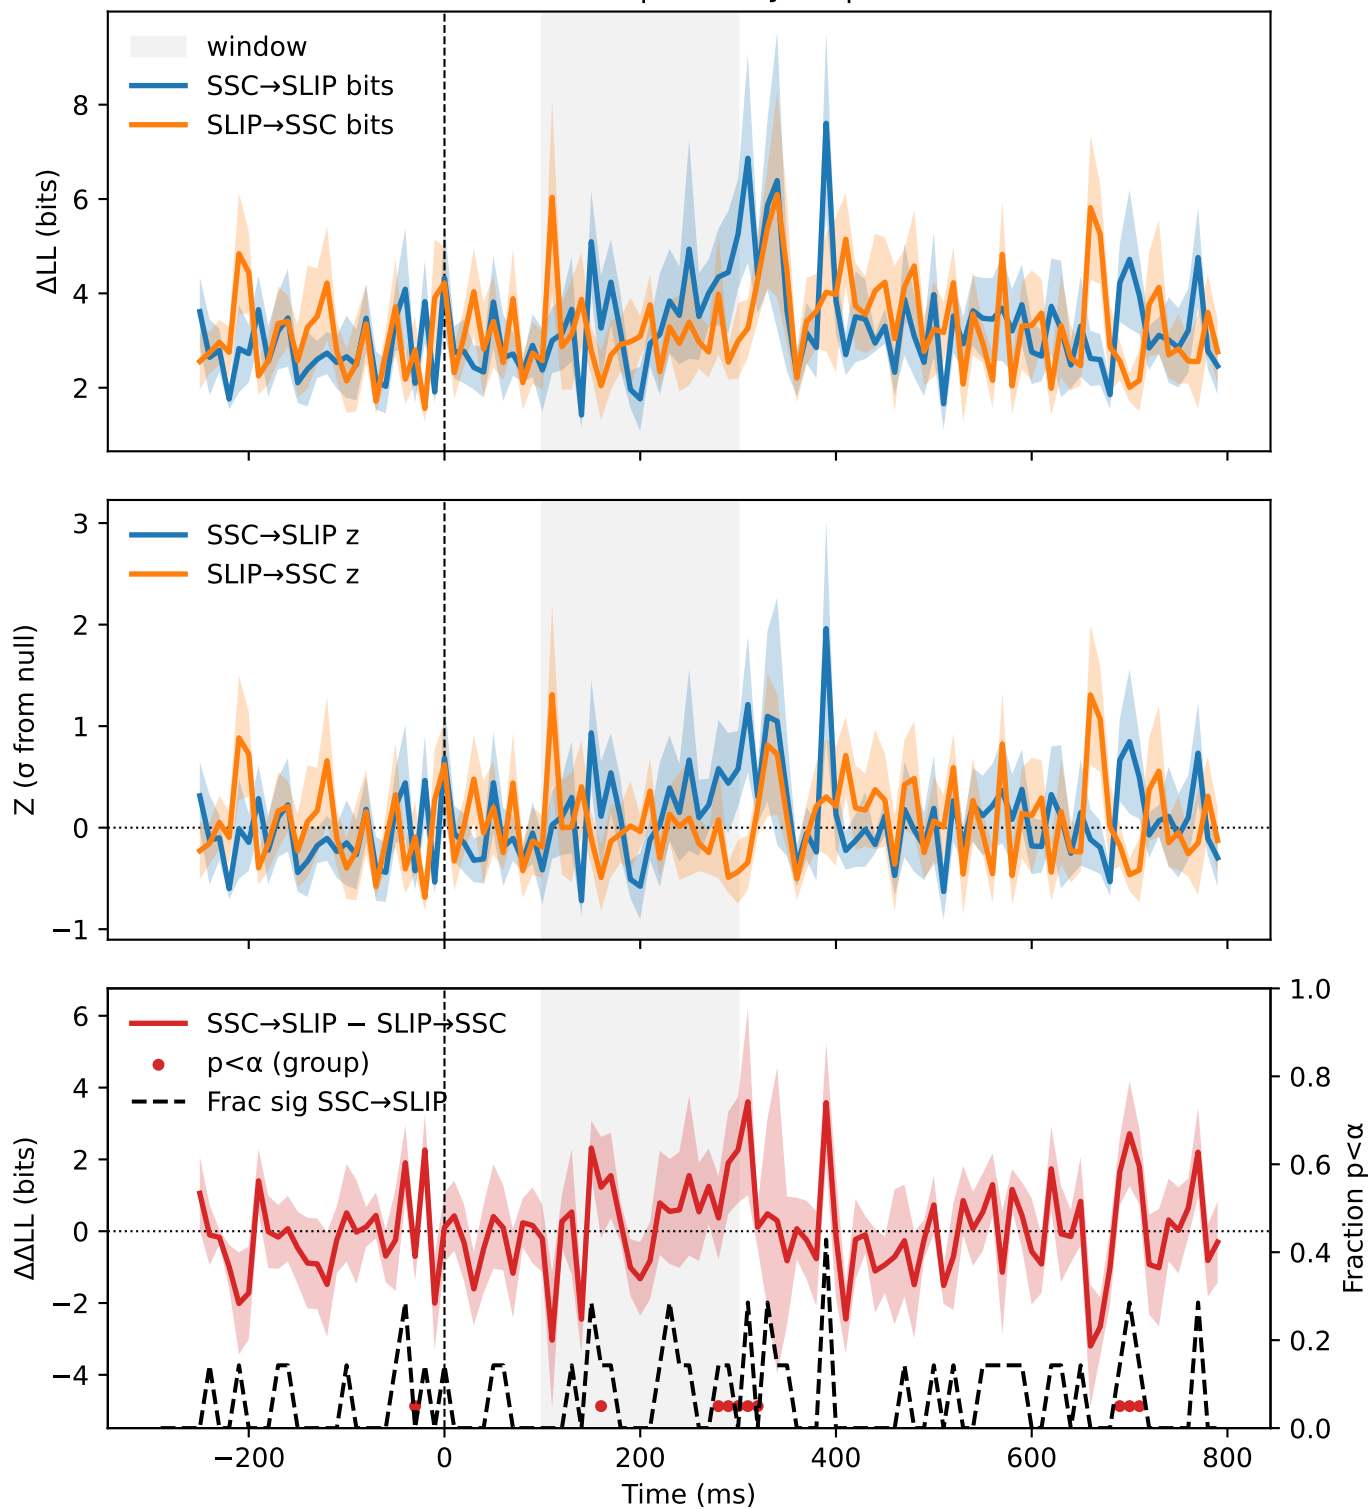 window
SSC→SLIP bits
SLIP→SSC bits
ΔLL (bits)
8
6
4
2
SSC→SLIP z
SLIP→SSC z
Z (σ from null)
3
2
1
0
−1
SSC→SLIP − SLIP→SSC
p<α (group)
Frac sig SSC→SLIP
ΔΔLL (bits)
6
4
2
0
−2
−4
1.0
0.8
0.6
0.4
0.2
0.0
Fraction p<α
−200
0
200
400
600
800
Time (ms)